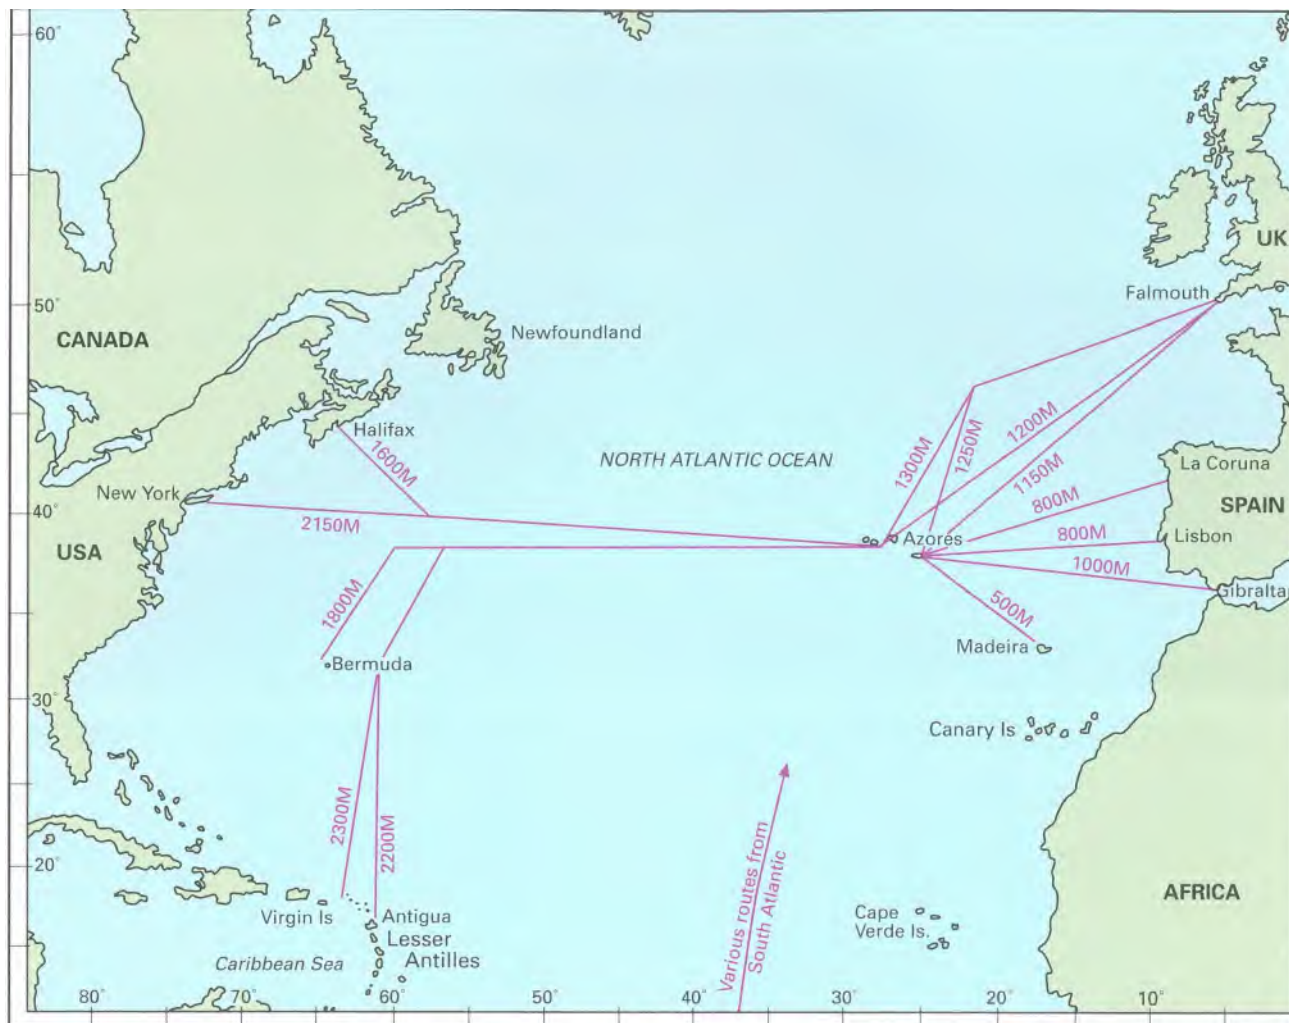 60°
UK
Falmouth
50°
CANADA
Newfoundland
Halifax
1600M
NORTH ATLANTIC OCEAN
1300M
1250M
1200M
1150M
La Coruna
800M
New York
40°
2150M
SPAIN
USA
Azores
800M
Lisbon
1000M
Gibraltar
1800M
500M
Bermuda
Madeira
30°
Canary Is
2300M
2200M
Various routes from
South Atlantic
20°
AFRICA
Virgin Is
Antigua
Lesser
Antilles
Cape
Verde Is.
Caribbean Sea
80°
70°
60°
50°
40°
30°
20°
10°